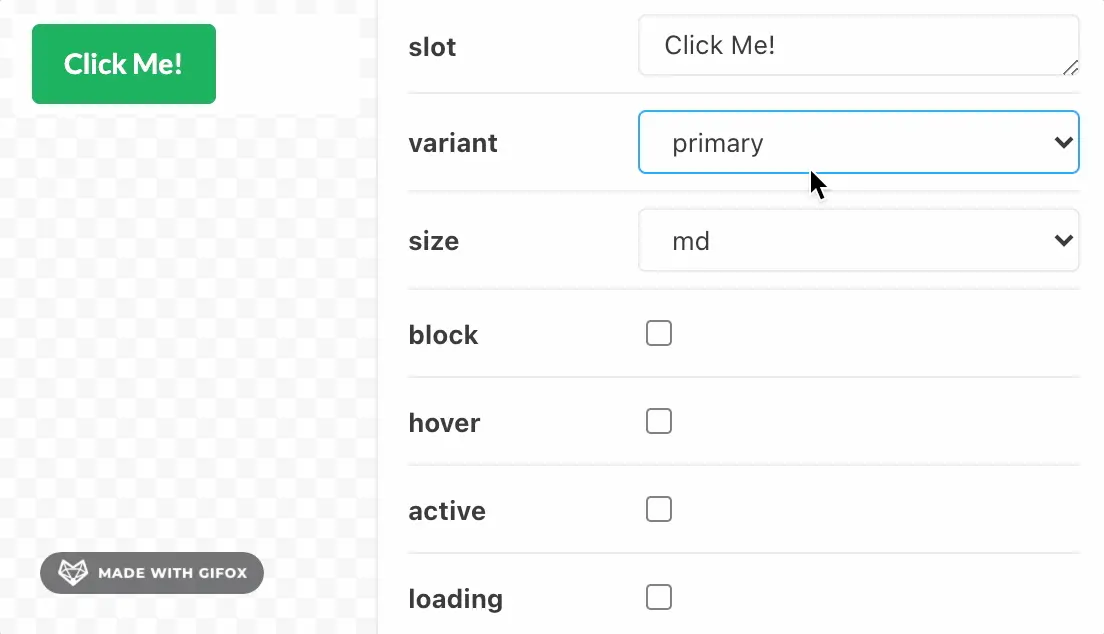 Click Me!
slot
Click Me!
variant
primary
size
md
block
hover
active
loading
MADE WITH GIFOX